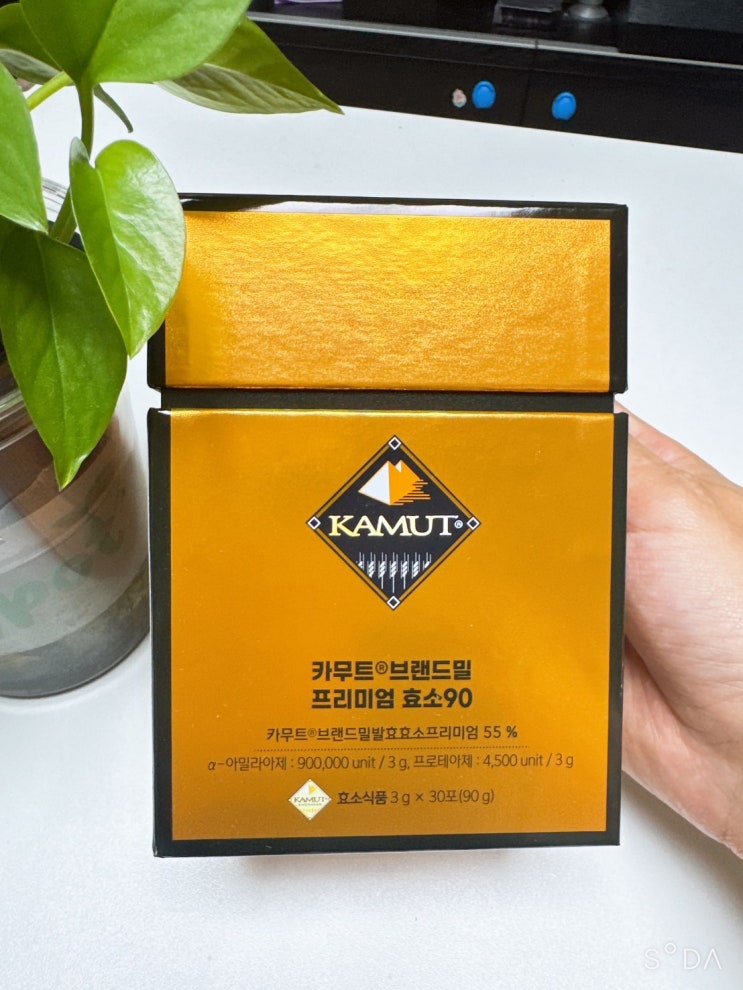 KAMUT®
카무트®브랜드밀
프리미엄 효소90
카무트®브랜드밀발효효소프리미엄 55 %
α-아밀라아제 : 900,000 unit / 3 g, 프로테아제 : 4,500 unit / 3 g
KAMUT®
효소식품 3 g × 30포(90 g)
SODA